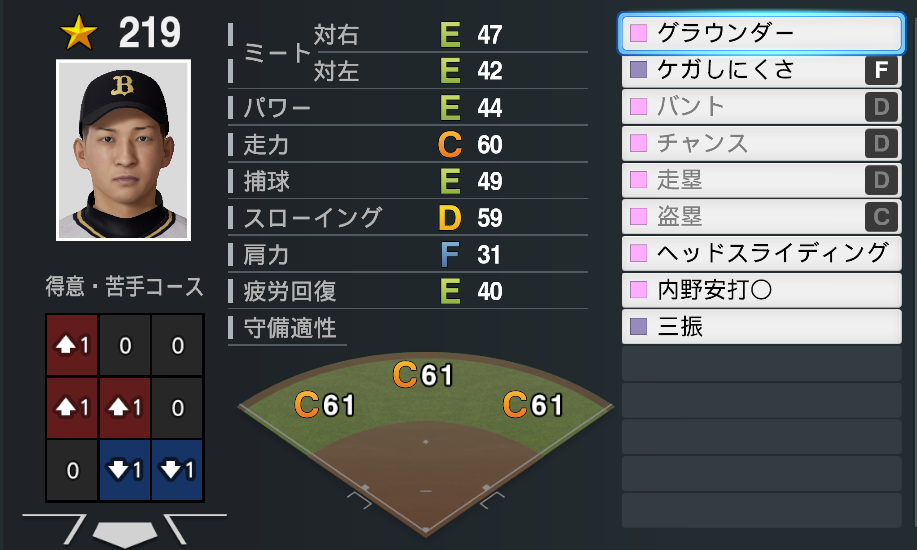 ★ 219
B
得意・苦手コース
↑1 0 0
↑1 ↑1 0
0 ↓1 ↓1
ミート 対右 E 47
対左 E 42
パワー E 44
走力 C 60
捕球 E 49
スローイング D 59
肩力 F 31
疲労回復 E 40
守備適性
C61
C61 C61
グラウンダー
ケガしにくさ F
バント D
チャンス D
走塁 D
盗塁 C
ヘッドスライディング
内野安打〇
三振